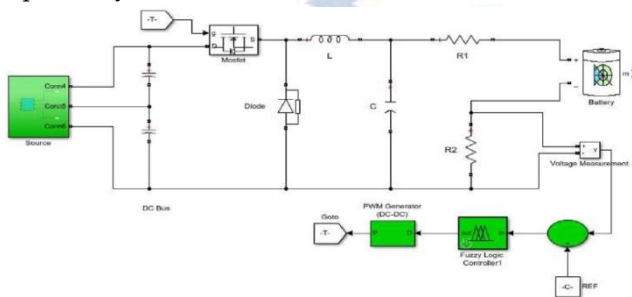 -T-
g
D
S
Mosfet
L
R1
Conn4
Conn5
Conn6
Source
Diode
C
+
-
m
Battery
R2
+
-
v
Voltage Measurement
DC Bus
Goto
-T-
PWM Generator
(DC-DC)
P
D
Fuzzy Logic
Controller1
-C-
REF